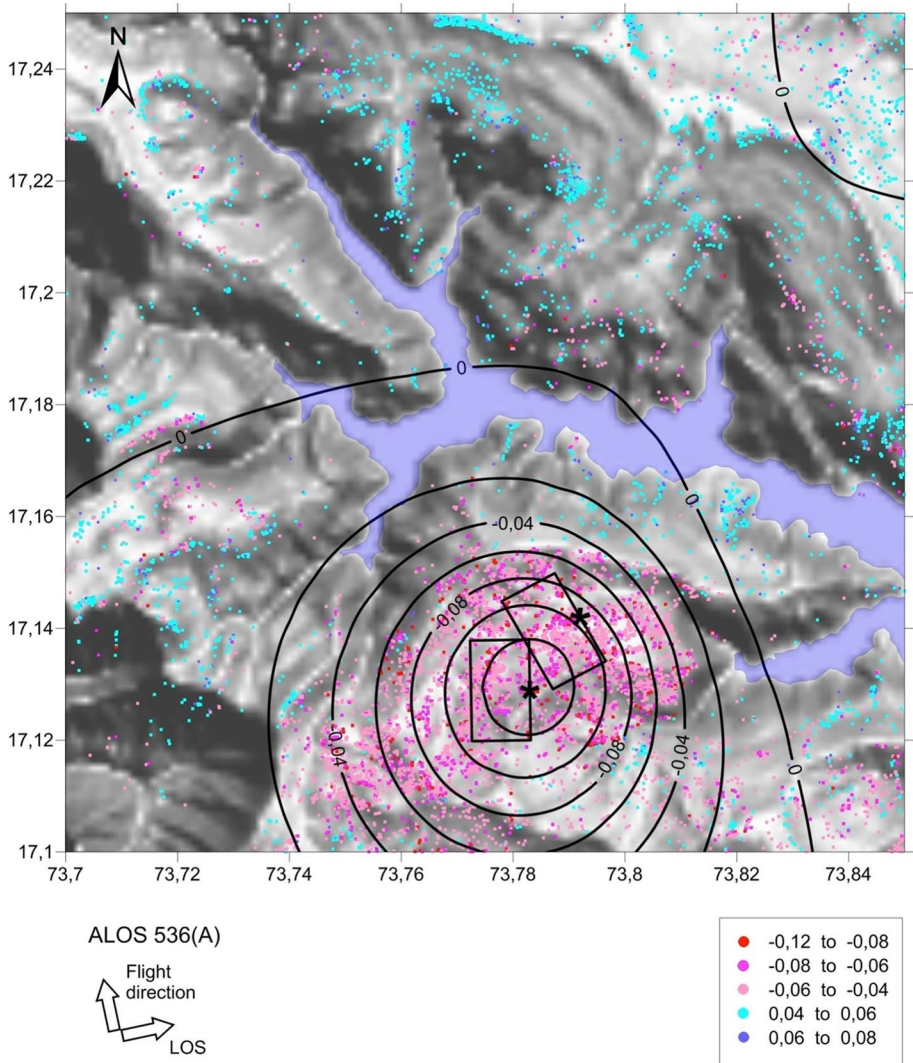 N
17,24
17,22
17,2
17,18
17,16
17,14
17,12
17,1
0
0
0
0
0
-0,04
-0,08
-0,04
-0,08
-0,04
73,7
73,72
73,74
73,76
73,78
73,8
73,82
73,84
ALOS 536(A)
Flight
direction
LOS
-0,12 to -0,08
-0,08 to -0,06
-0,06 to -0,04
0,04 to 0,06
0,06 to 0,08